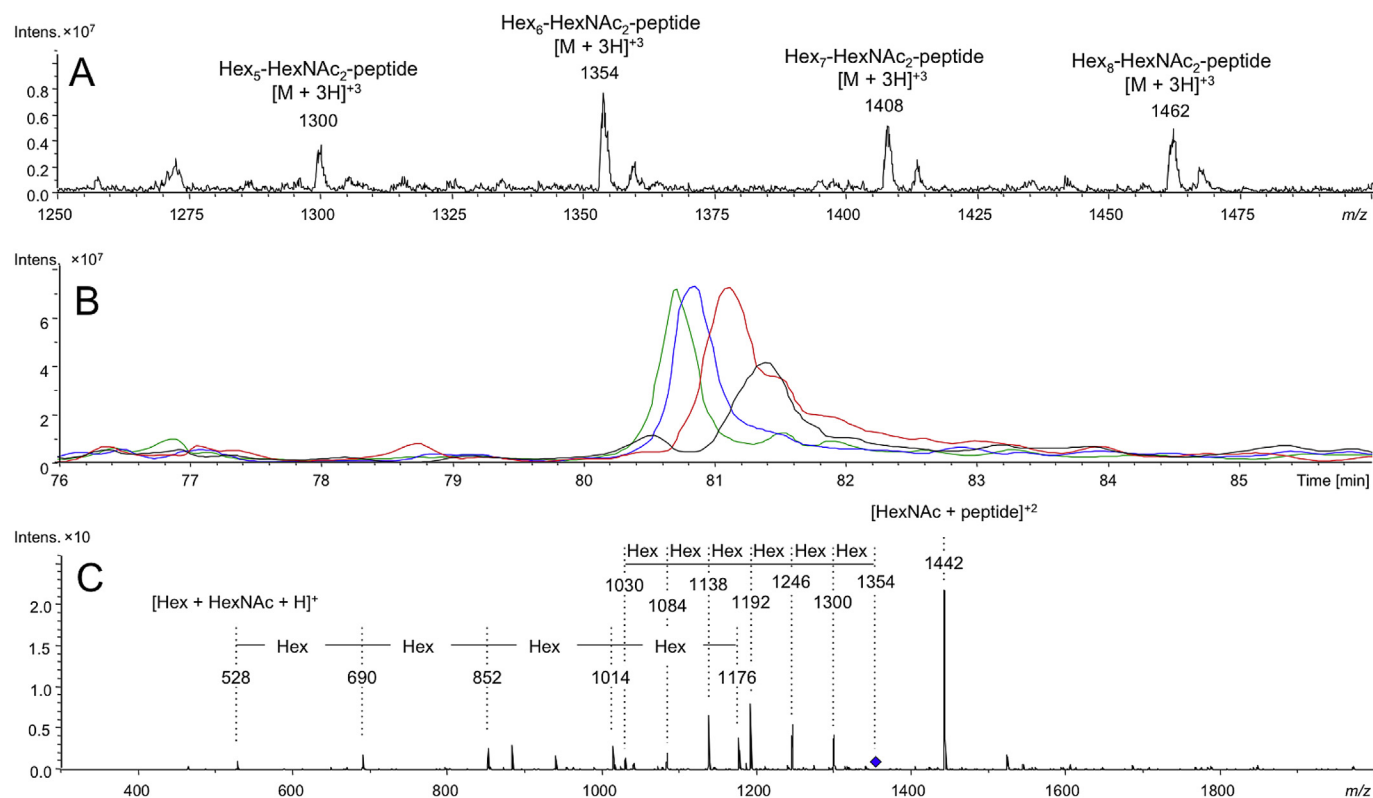 Intens. ×10⁷
A
Hex₅-HexNAc₂-peptide
[M + 3H]⁺³
1300
Hex₆-HexNAc₂-peptide
[M + 3H]⁺³
1354
Hex₇-HexNAc₂-peptide
[M + 3H]⁺³
1408
Hex₈-HexNAc₂-peptide
[M + 3H]⁺³
1462
0.8
0.6
0.4
0.2
0.0
1250 1275 1300 1325 1350 1375 1400 1425 1450 1475 m/z
Intens. ×10⁷
B
6
4
2
0
76 77 78 79 80 81 82 83 84 85 Time [min]
Intens. ×10
C
[HexNAc + peptide]⁺²
1442
Hex Hex Hex Hex Hex Hex
1030 1084 1138 1192 1246 1300 1354
[Hex + HexNAc + H]⁺
Hex Hex Hex Hex
528 690 852 1014 1176
2.0
1.5
1.0
0.5
0.0
400 600 800 1000 1200 1400 1600 1800 m/z